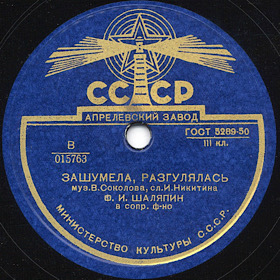 СССР
АПРЕЛЕВСКИЙ ЗАВОД
ГОСТ 5289-50
В
III кл.
015763
ЗАШУМЕЛА, РАЗГУЛЯЛАСЬ
муз.В.Соколова, сл.И.Никитина
Ф. И. ШАЛЯПИН
в сопр. ф-но
МИНИСТЕРСТВО КУЛЬТУРЫ С.С.С.Р.